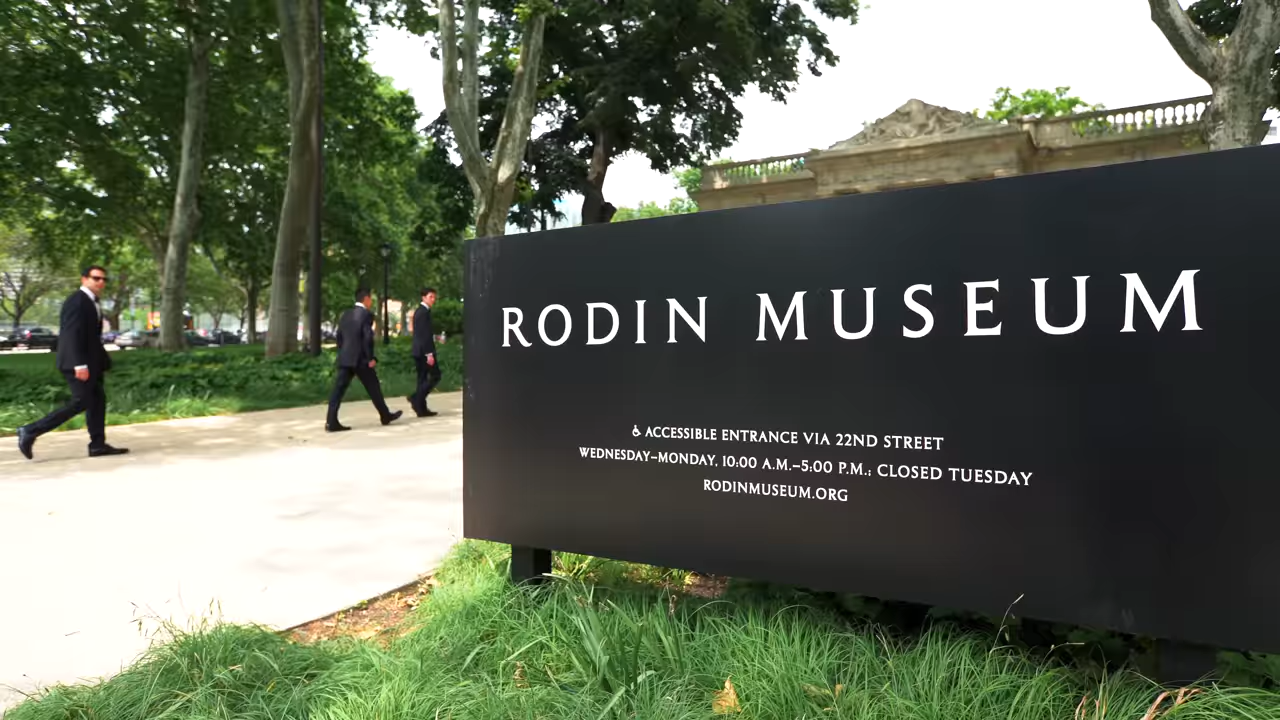 RODIN MUSEUM
♿ ACCESSIBLE ENTRANCE VIA 22ND STREET
WEDNESDAY–MONDAY, 10:00 A.M.–5:00 P.M.; CLOSED TUESDAY
RODINMUSEUM.ORG